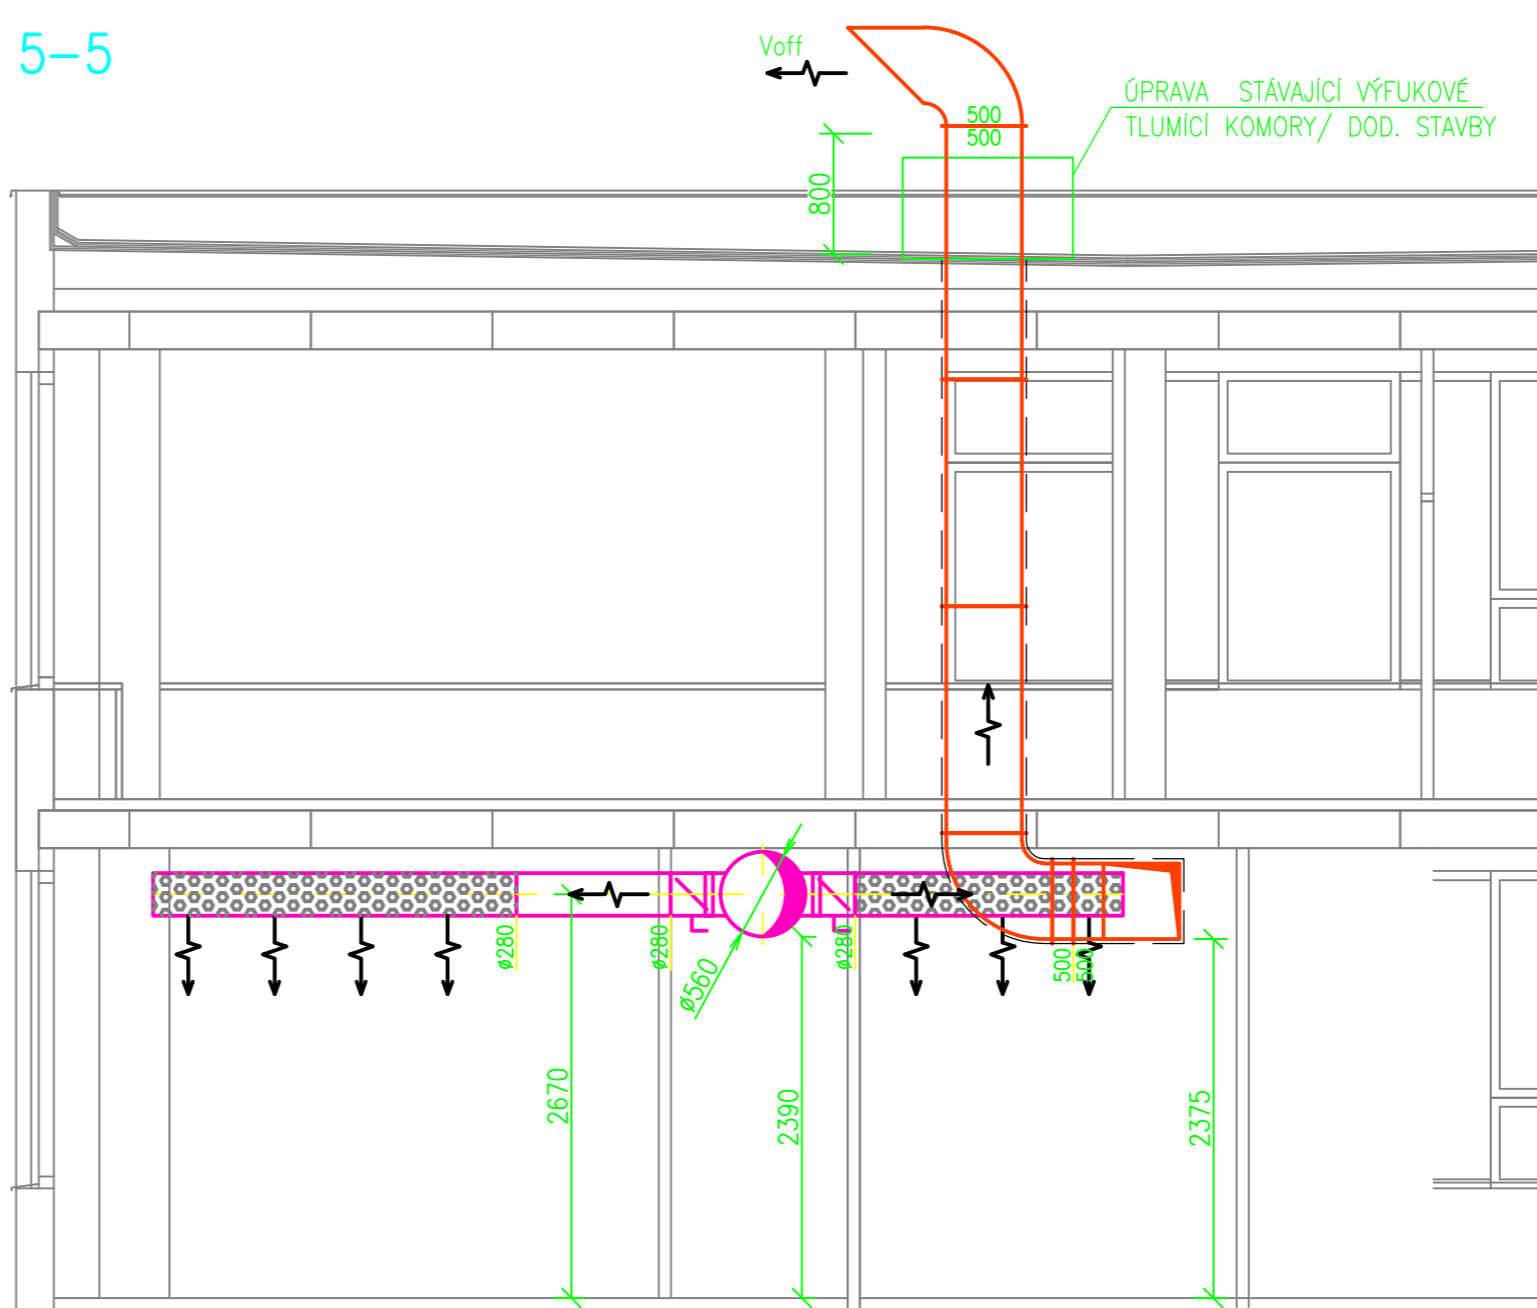 5-5
Voff
ÚPRAVA STÁVAJÍCÍ VÝFUKOVÉ
TLUMÍCÍ KOMORY/ DOD. STAVBY
500
500
800
ø280
ø280
ø280
ø560
500
500
2670
2390
2375